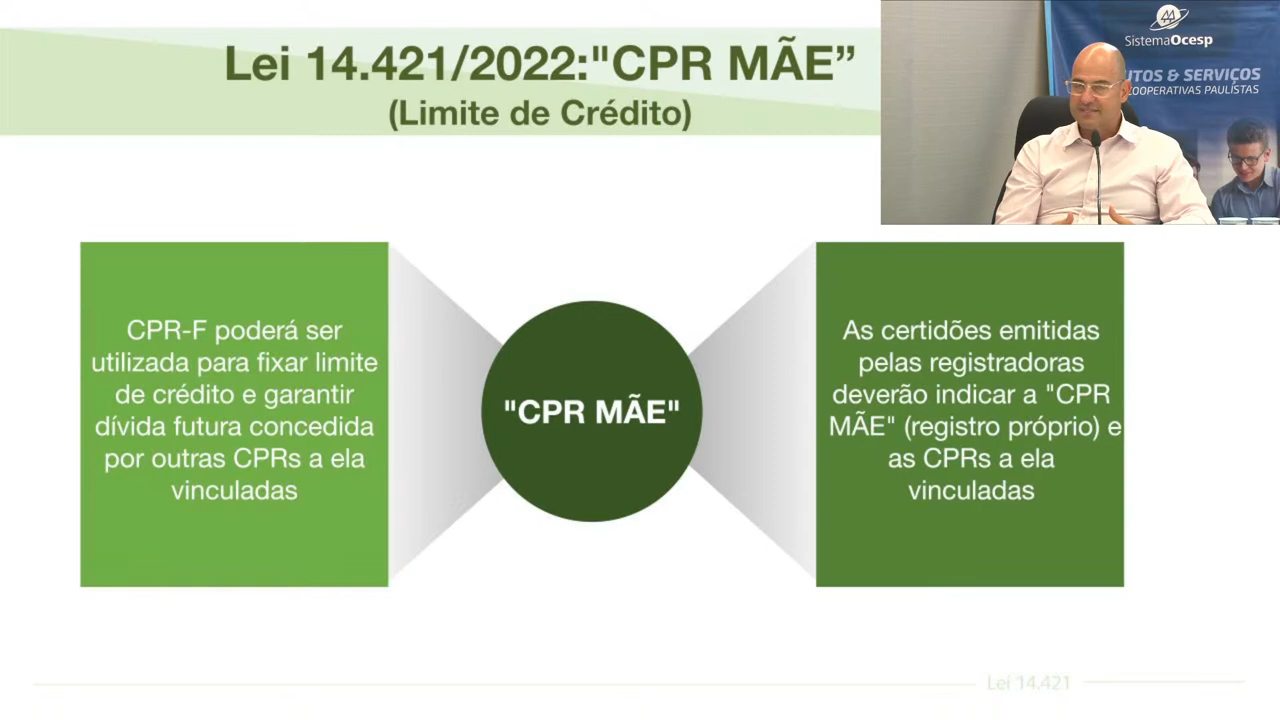 Lei 14.421/2022:"CPR MÃE”
(Limite de Crédito)
SistemaOcesp
UTOS & SERVIÇOS
COOPERATIVAS PAULISTAS
CPR-F poderá ser
utilizada para fixar limite
de crédito e garantir
dívida futura concedida
por outras CPRs a ela
vinculadas
"CPR MÃE"
As certidões emitidas
pelas registradoras
deverão indicar a "CPR
MÃE" (registro próprio) e
as CPRs a ela
vinculadas
Lei 14.421